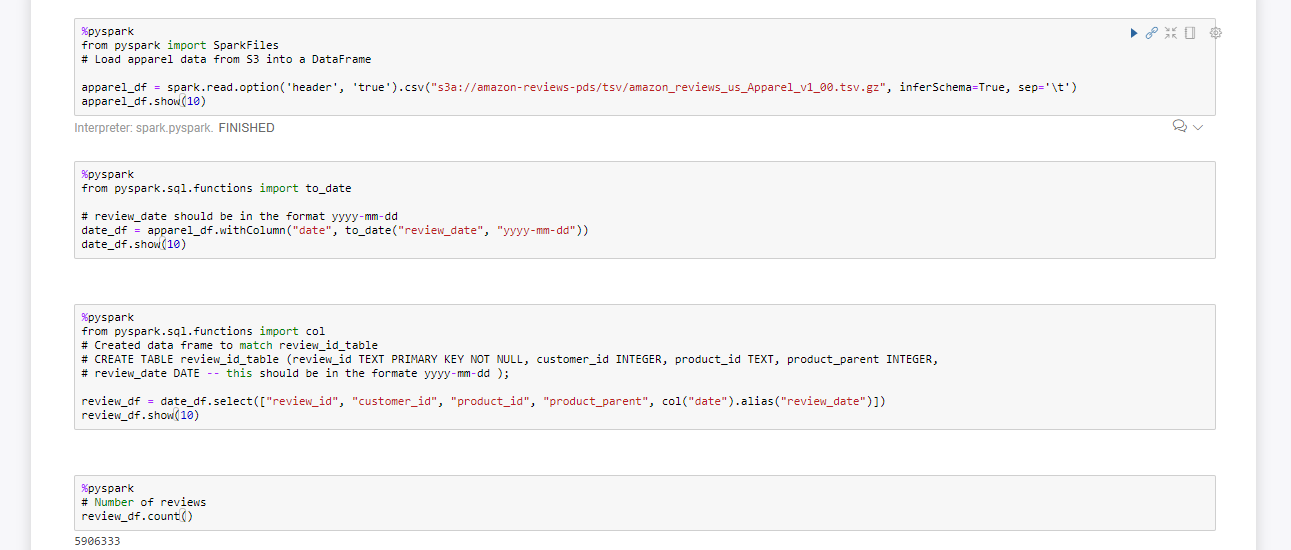 %pyspark
from pyspark import SparkFiles
# Load apparel data from S3 into a DataFrame
apparel_df = spark.read.option('header', 'true').csv("s3a://amazon-reviews-pds/tsv/amazon_reviews_us_Apparel_v1_00.tsv.gz", inferSchema=True, sep='\t')
apparel_df.show(10)
Interpreter: spark.pyspark. FINISHED
%pyspark
from pyspark.sql.functions import to_date
# review_date should be in the format yyyy-mm-dd
date_df = apparel_df.withColumn("date", to_date("review_date", "yyyy-mm-dd"))
date_df.show(10)
%pyspark
from pyspark.sql.functions import col
# Created data frame to match review_id_table
# CREATE TABLE review_id_table (review_id TEXT PRIMARY KEY NOT NULL, customer_id INTEGER, product_id TEXT, product_parent INTEGER,
# review_date DATE -- this should be in the formate yyyy-mm-dd );
review_df = date_df.select(["review_id", "customer_id", "product_id", "product_parent", col("date").alias("review_date")])
review_df.show(10)
%pyspark
# Number of reviews
review_df.count()
5906333